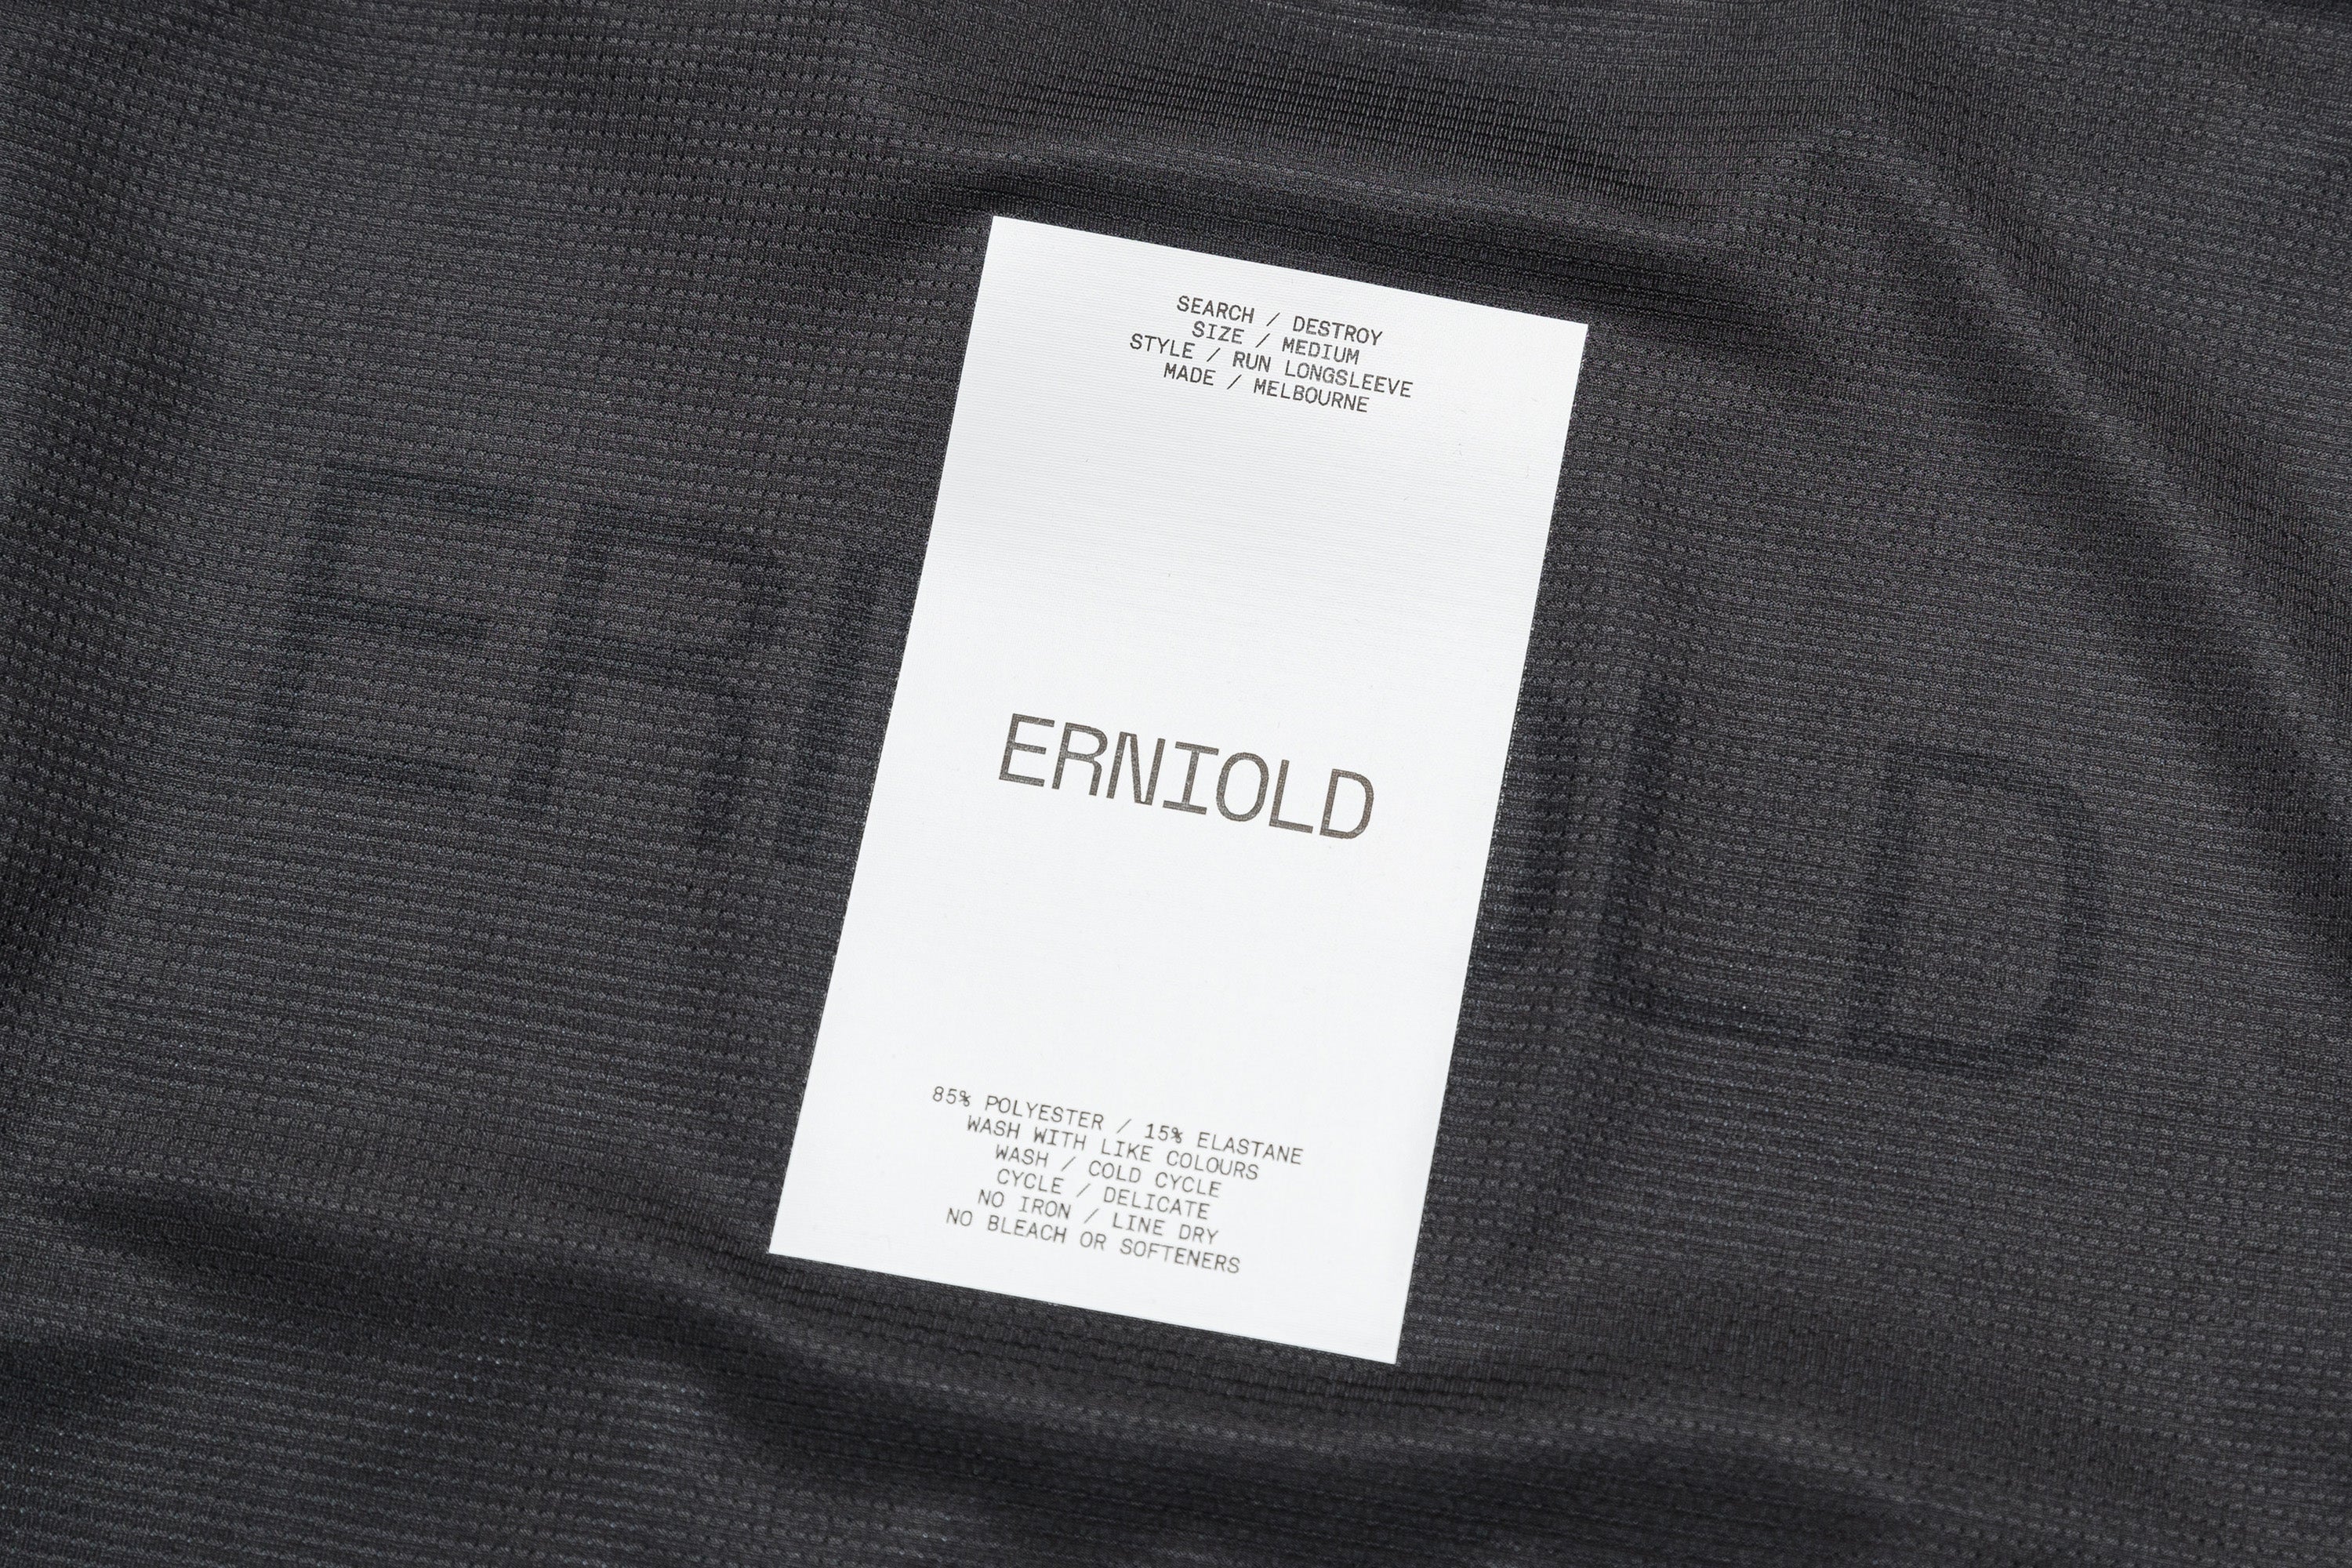 SEARCH / DESTROY
SIZE / MEDIUM
STYLE / RUN LONGSLEEVE
MADE / MELBOURNE
ERNIOLD
85% POLYESTER / 15% ELASTANE
WASH WITH LIKE COLOURS
WASH / COLD CYCLE
CYCLE / DELICATE
NO IRON / LINE DRY
NO BLEACH OR SOFTENERS